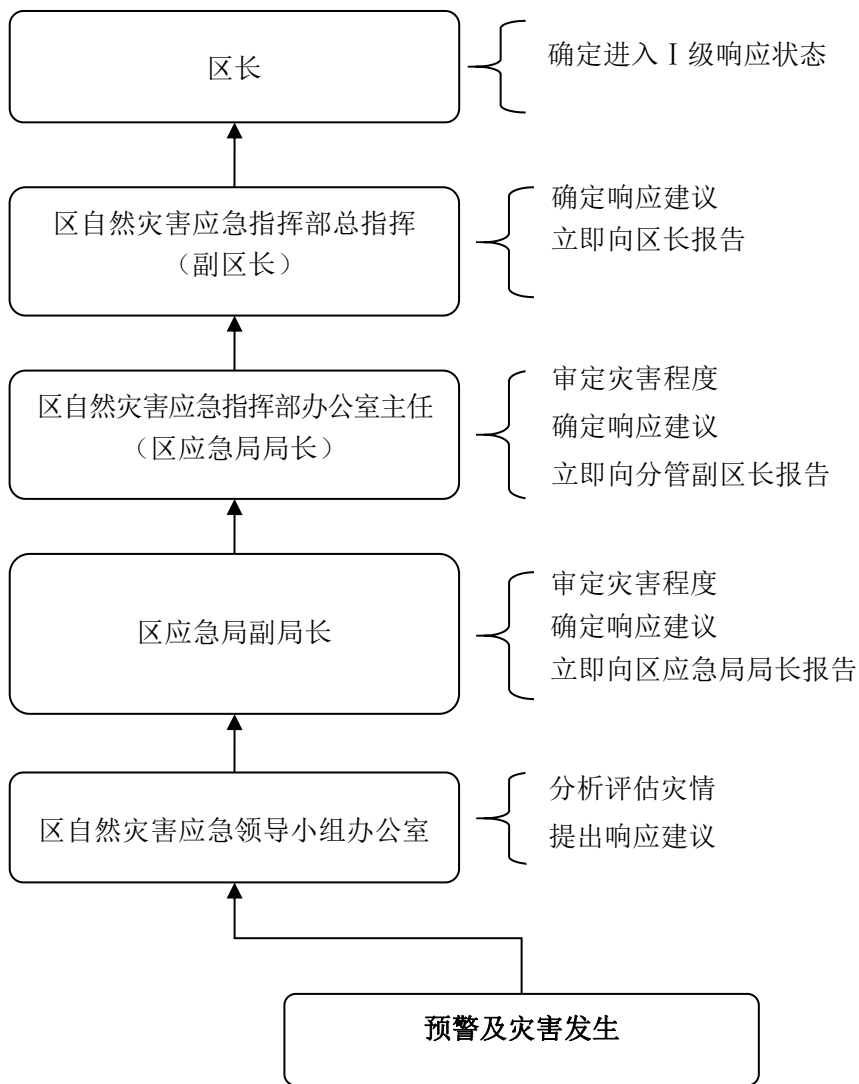 区长
确定进入Ⅰ级响应状态
区自然灾害应急指挥部总指挥
（副区长）
确定响应建议
立即向区长报告
区自然灾害应急指挥部办公室主任
（区应急局局长）
审定灾害程度
确定响应建议
立即向分管副区长报告
区应急局副局长
审定灾害程度
确定响应建议
立即向区应急局局长报告
区自然灾害应急领导小组办公室
分析评估灾情
提出响应建议
预警及灾害发生